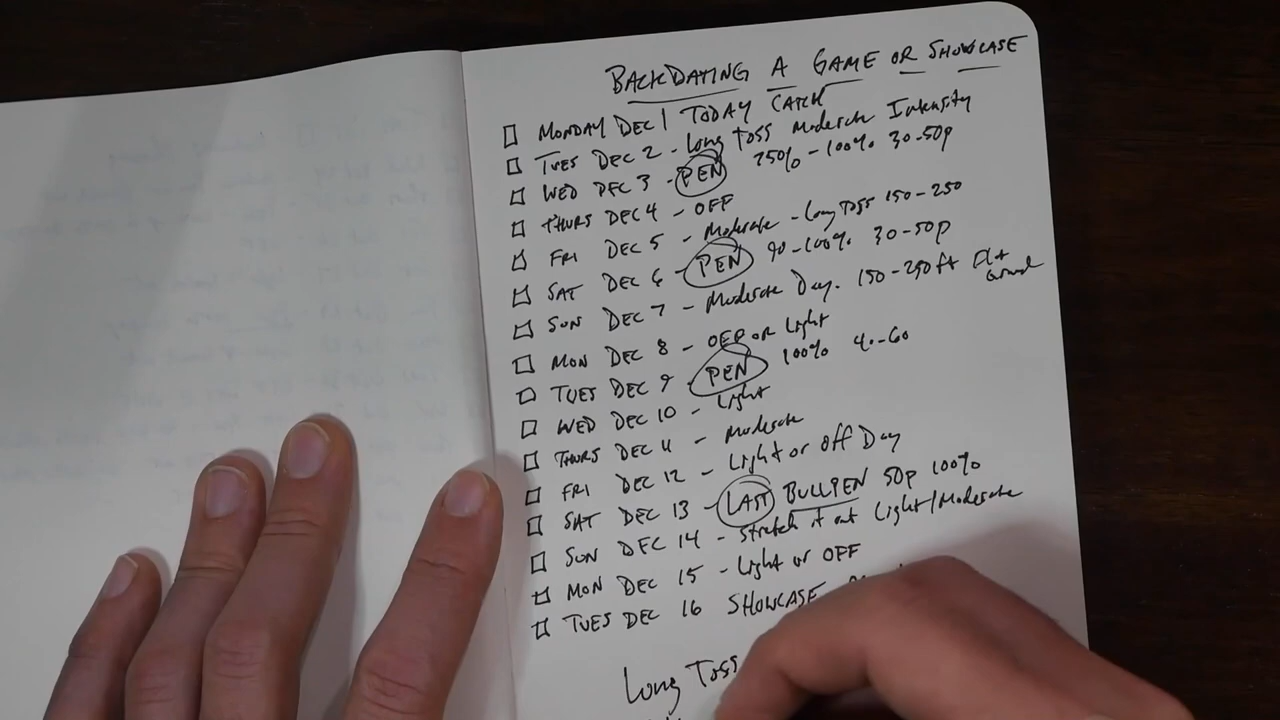 BACKDATING A GAME OR SHOWCASE
MONDAY DEC 1 TODAY CATCH
TUES DEC 2 - Long Toss Moderate Intensity
WED DEC 3 - PEN 750% - 100% 30-50p
THURS DEC 4 - OFF
FRI DEC 5 - Moderate - Long Toss 150-250
SAT DEC 6 - PEN 90-100% 30-50p
SUN DEC 7 - Moderate Day. 150-250ft Flat Ground
MON DEC 8 - OFF or Light
TUES DEC 9 - PEN 100% 40-60
WED DEC 10 - Light
THURS DEC 11 - Moderate
FRI DEC 12 - Light or off Day
SAT DEC 13 - LAST BULLPEN 50p 100%
SUN DEC 14 - Stretch it out Light/Moderate
MON DEC 15 - Light or OFF
TUES DEC 16 SHOWCASE
Long Toss